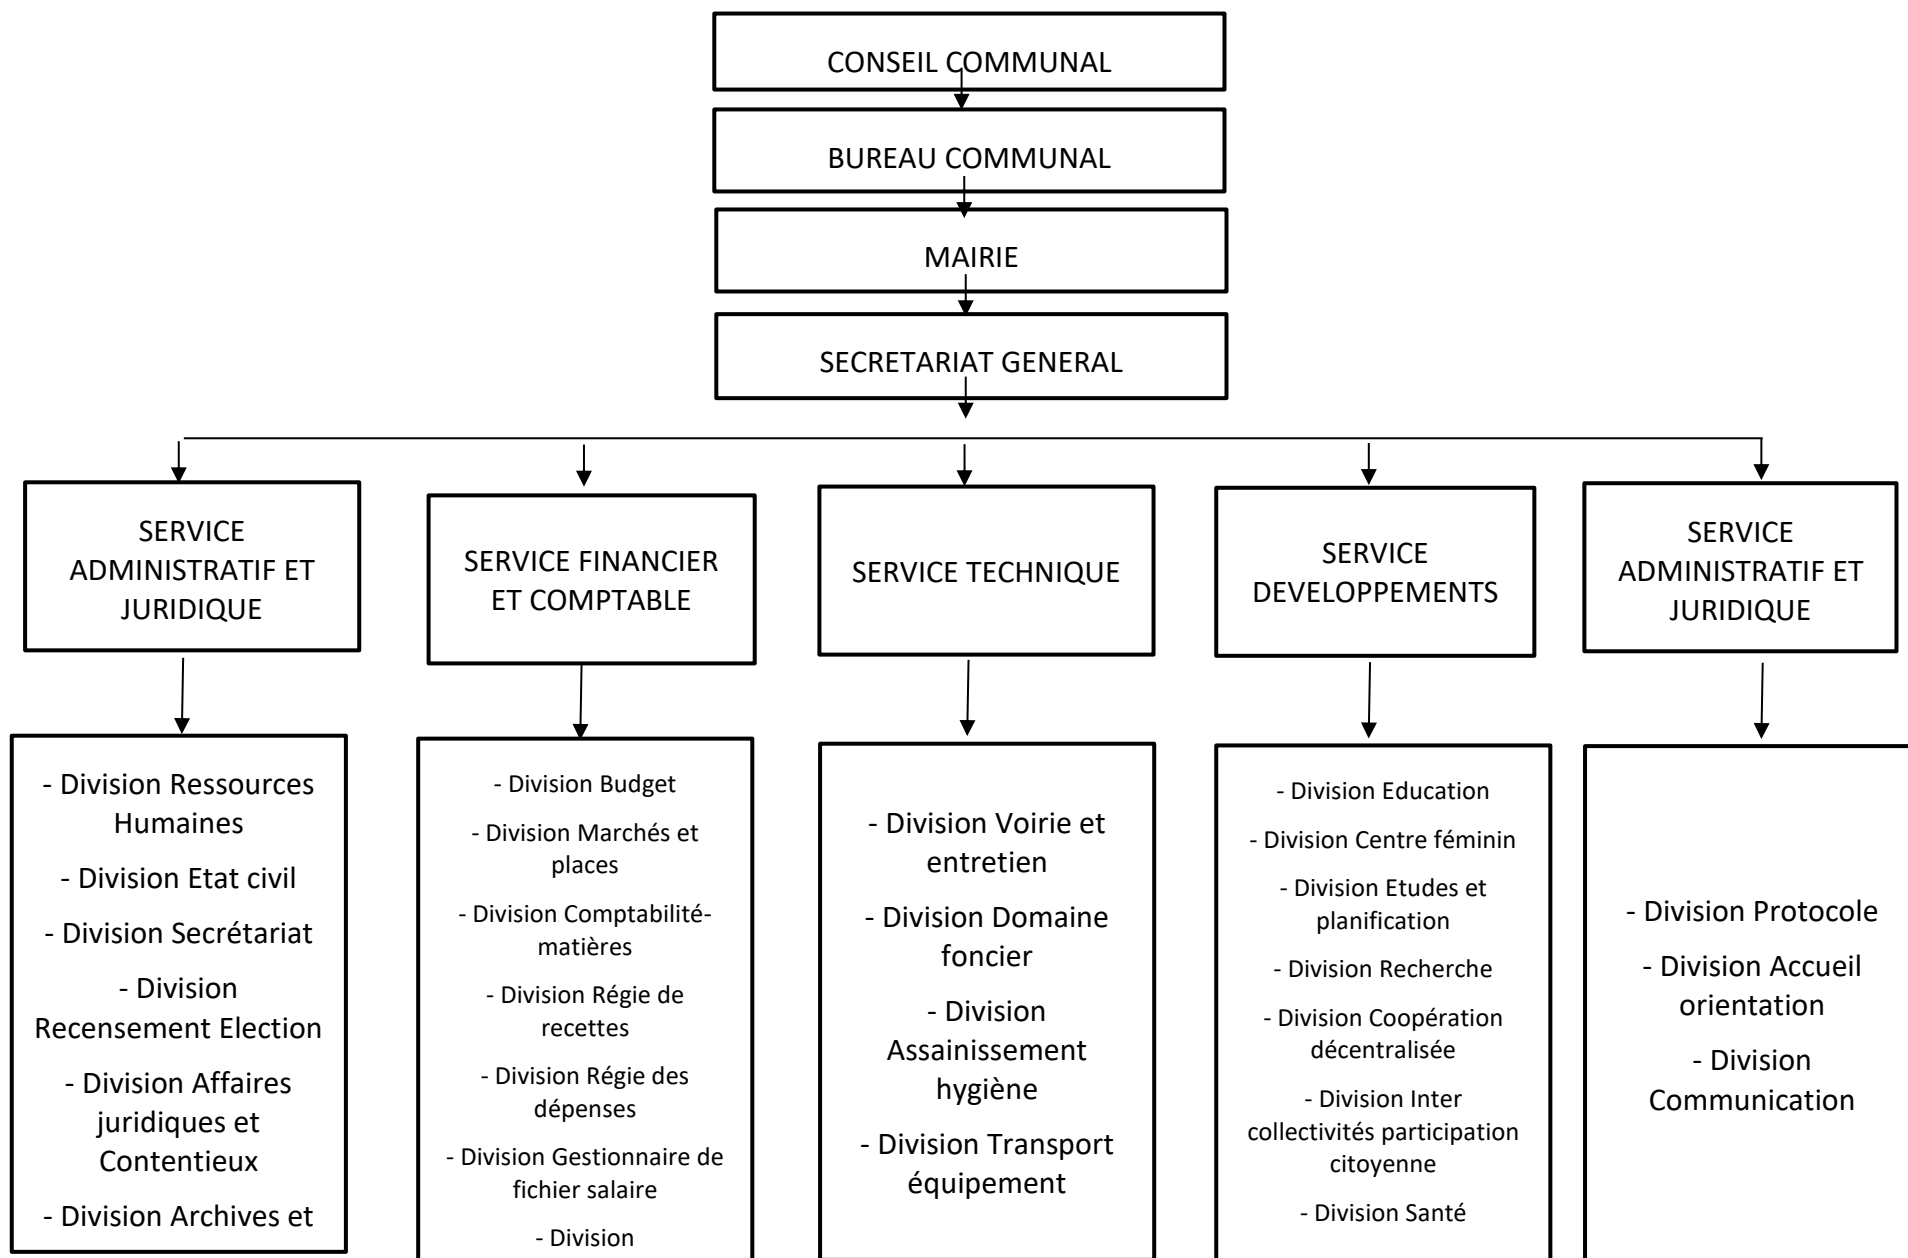 CONSEIL COMMUNAL
BUREAU COMMUNAL
MAIRIE
SECRETARIAT GENERAL
SERVICE
ADMINISTRATIF ET
JURIDIQUE
SERVICE FINANCIER
ET COMPTABLE
SERVICE TECHNIQUE
SERVICE
DEVELOPPEMENTS
SERVICE
ADMINISTRATIF ET
JURIDIQUE
- Division Ressources
Humaines
- Division Etat civil
- Division Secrétariat
- Division
Recensement Election
- Division Affaires
juridiques et
Contentieux
- Division Archives et
- Division Budget
- Division Marchés et
places
- Division Comptabilité-
matières
- Division Régie de
recettes
- Division Régie des
dépenses
- Division Gestionnaire de
fichier salaire
- Division
- Division Voirie et
entretien
- Division Domaine
foncier
- Division
Assainissement
hygiène
- Division Transport
équipement
- Division Education
- Division Centre féminin
- Division Etudes et
planification
- Division Recherche
- Division Coopération
décentralisée
- Division Inter
collectivités participation
citoyenne
- Division Santé
- Division Protocole
- Division Accueil
orientation
- Division
Communication